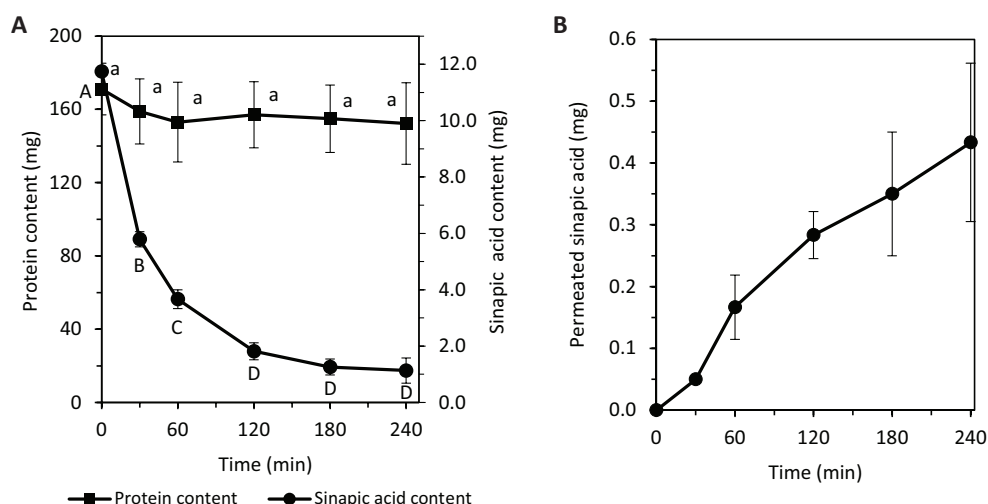 A
200
160
120
80
40
0
Protein content (mg)
12.0
10.0
8.0
6.0
4.0
2.0
0.0
Sinapic acid content (mg)
A a a a a a a
B
C
D D D
0 60 120 180 240
Time (min)
Protein content Sinapic acid content
B
0.6
0.5
0.4
0.3
0.2
0.1
0.0
Permeated sinapic acid (mg)
0 60 120 180 240
Time (min)